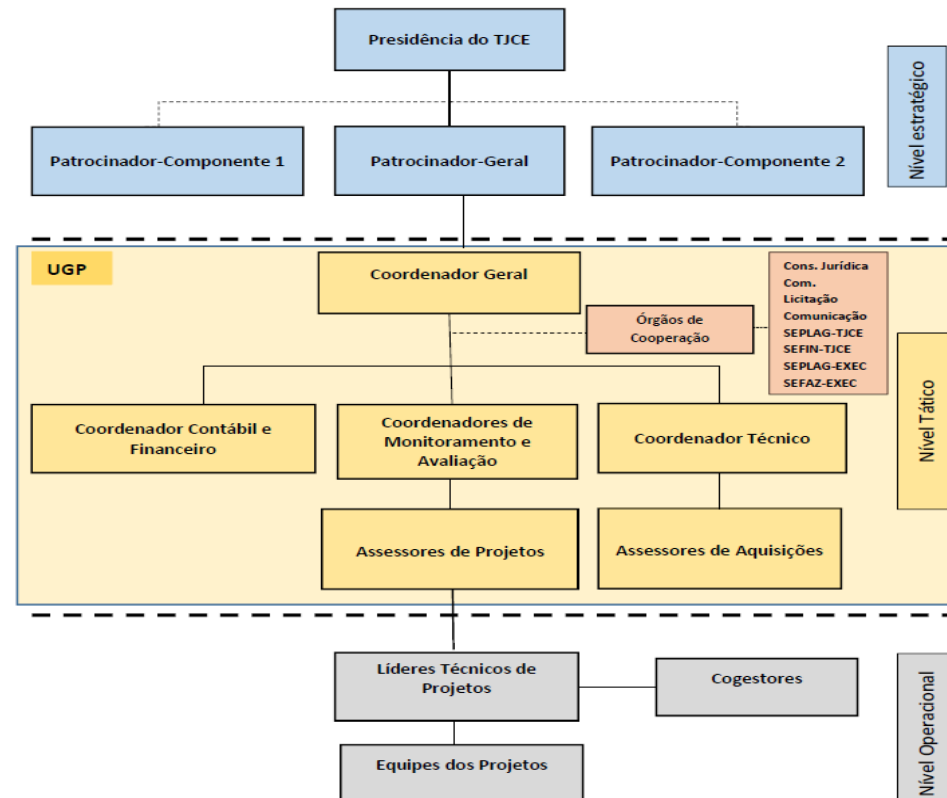 Presidência do TJCE
Nível estratégico
Patrocinador-Componente 1
Patrocinador-Geral
Patrocinador-Componente 2
UGP
Coordenador Geral
Cons. Jurídica
Com.
Licitação
Comunicação
SEPLAG-TJCE
SEFIN-TJCE
SEPLAG-EXEC
SEFAZ-EXEC
Órgãos de
Cooperação
Nível Tático
Coordenador Contábil e
Financeiro
Coordenadores de
Monitoramento e
Avaliação
Coordenador Técnico
Assessores de Projetos
Assessores de Aquisições
Líderes Técnicos de
Projetos
Cogestores
Nível Operacional
Equipes dos Projetos